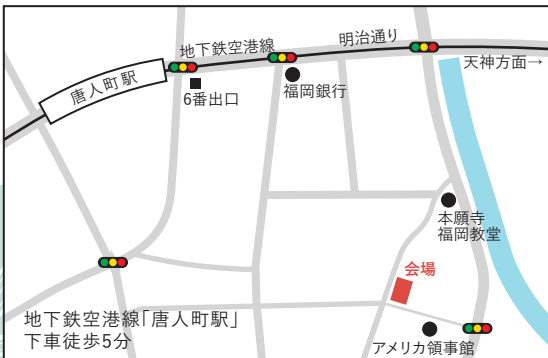 地下鉄空港線
明治通り
天神方面→
唐人町駅
6番出口
福岡銀行
本願寺
福岡教堂
会場
地下鉄空港線「唐人町駅」
下車徒歩5分
アメリカ領事館